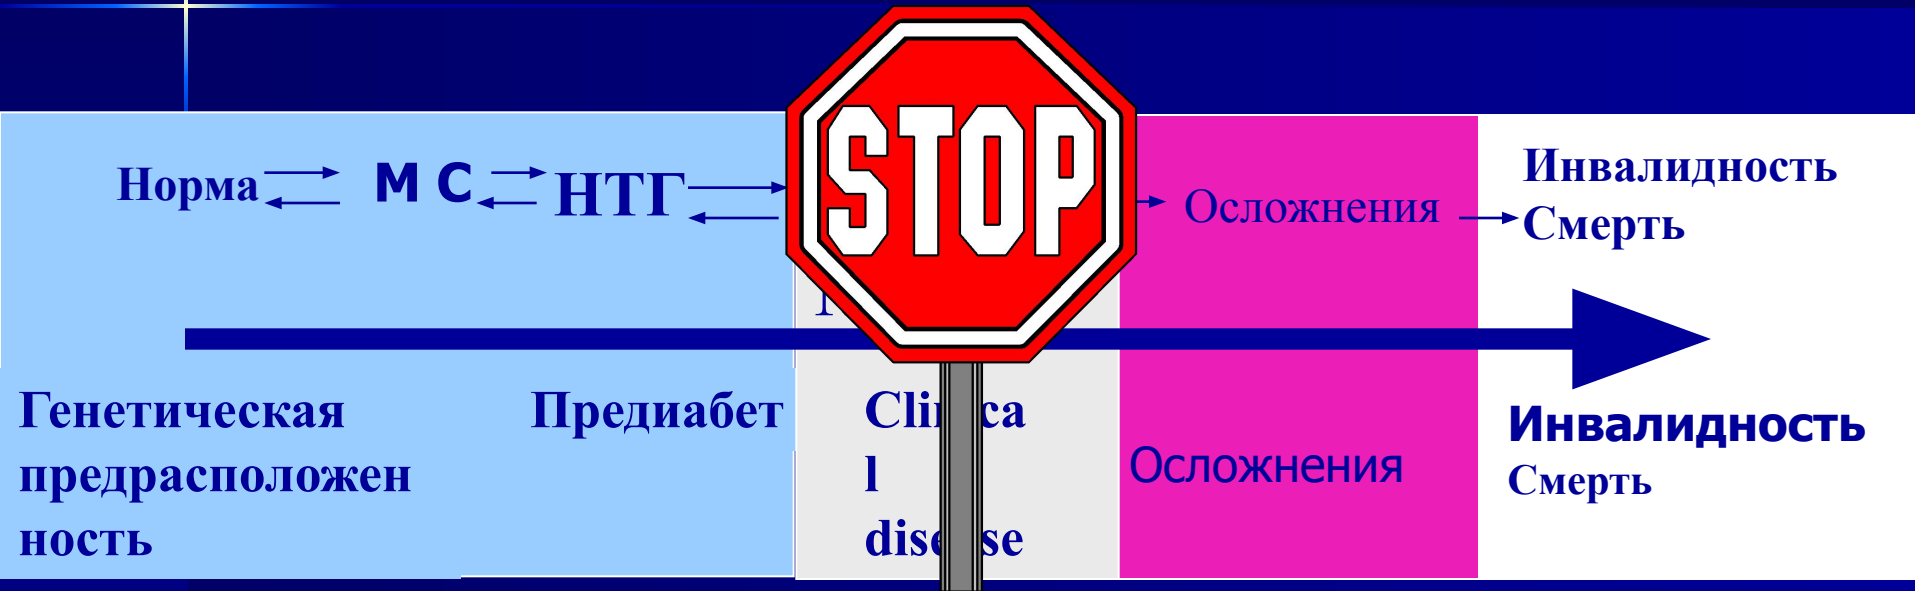 STOP
Норма М С НТГ
Осложнения
Инвалидность
Смерть
Генетическая
предрасположен
ность
Предиабет
Осложнения
Инвалидность
Смерть